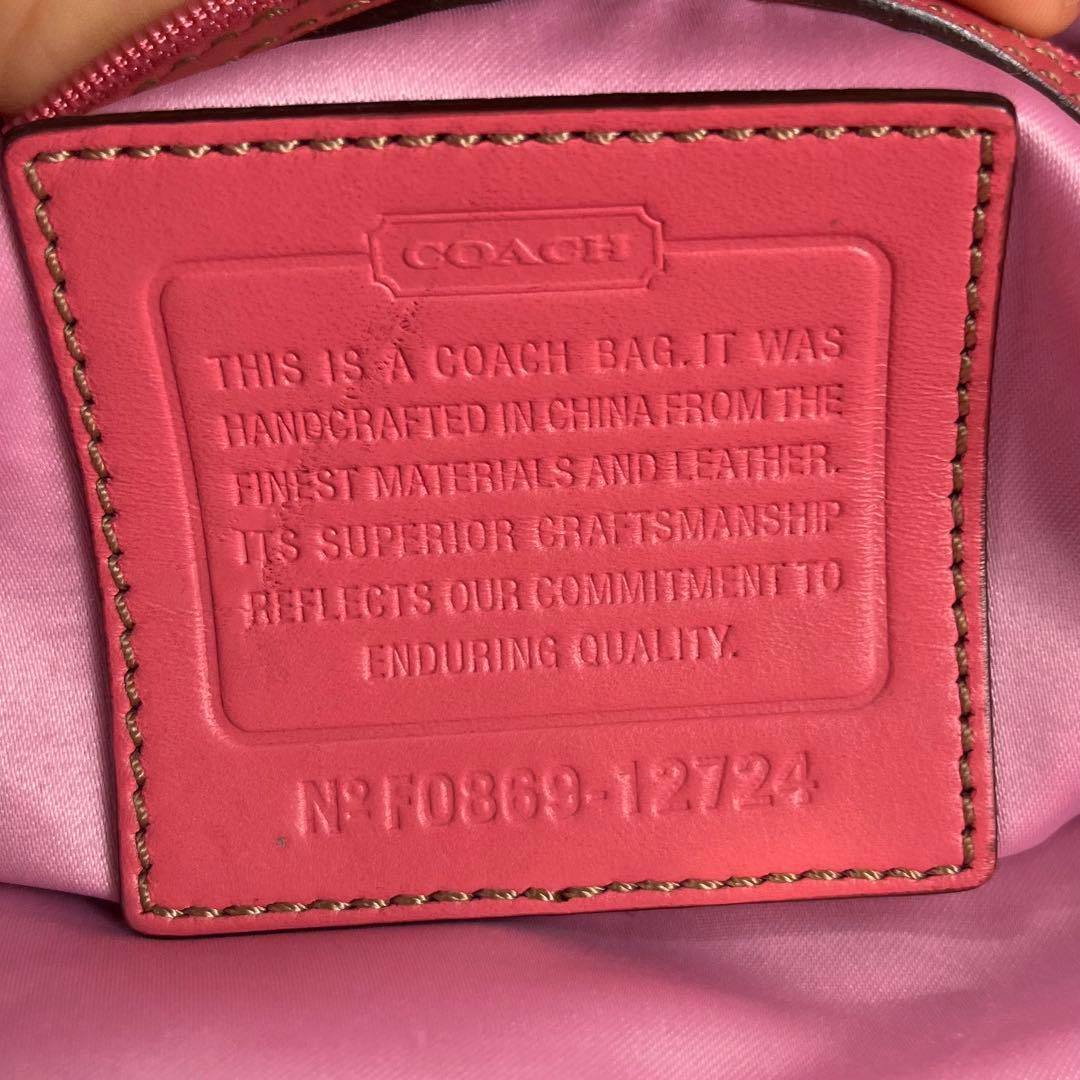 COACH
THIS IS A COACH BAG. IT WAS
HANDCRAFTED IN CHINA FROM THE
FINEST MATERIALS AND LEATHER.
ITS SUPERIOR CRAFTSMANSHIP
REFLECTS OUR COMMITMENT TO
ENDURING QUALITY.
Nº F0869-12724